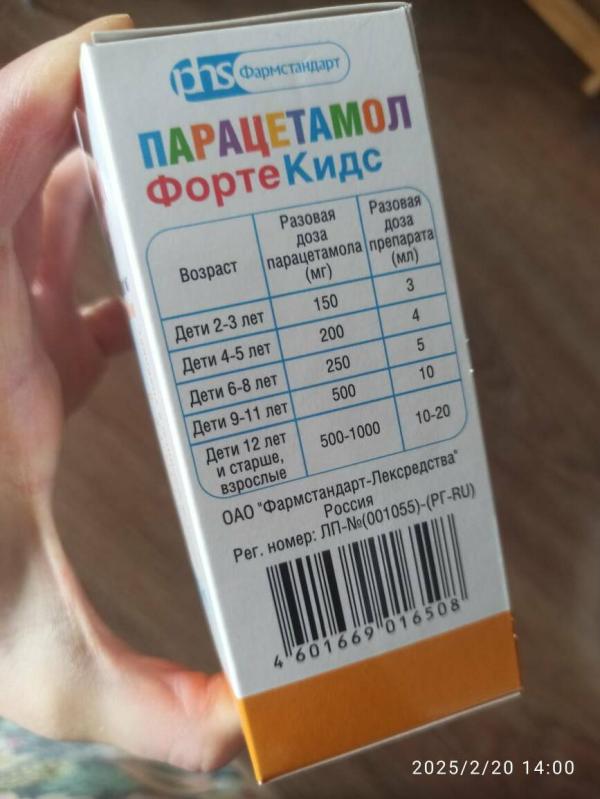 phs Фармстандарт
ПАРАЦЕТАМОЛ
Форте Кидс
Возраст
Разовая
доза
парацетамола
(мг)
Разовая
доза
препарата
(мл)
Дети 2-3 лет 150 3
Дети 4-5 лет 200 4
Дети 6-8 лет 250 5
Дети 9-11 лет 500 10
Дети 12 лет
и старше,
взрослые
500-1000 10-20
ОАО "Фармстандарт-Лексредства"
Россия
Рег. номер: ЛП-№(001055)-(РГ-RU)
4 601669 016508
2025/2/20 14:00